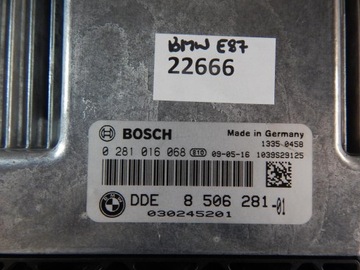 BMW E87
22666
BOSCH
Made in Germany
1335 0458
0 281 016 068 E10 09-05-16 1039S29125
DDE 8 506 281-01
030245201